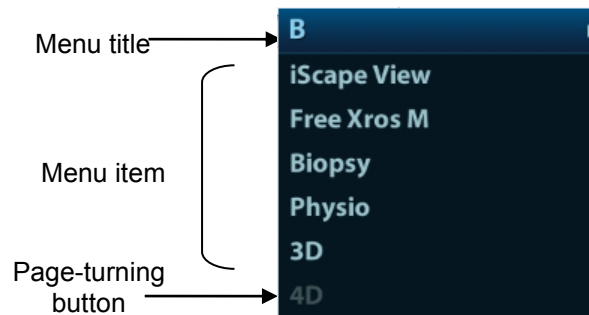 Menu title
B
iScape View
Free Xros M
Biopsy
Menu item
Physio
3D
Page-turning
button
4D